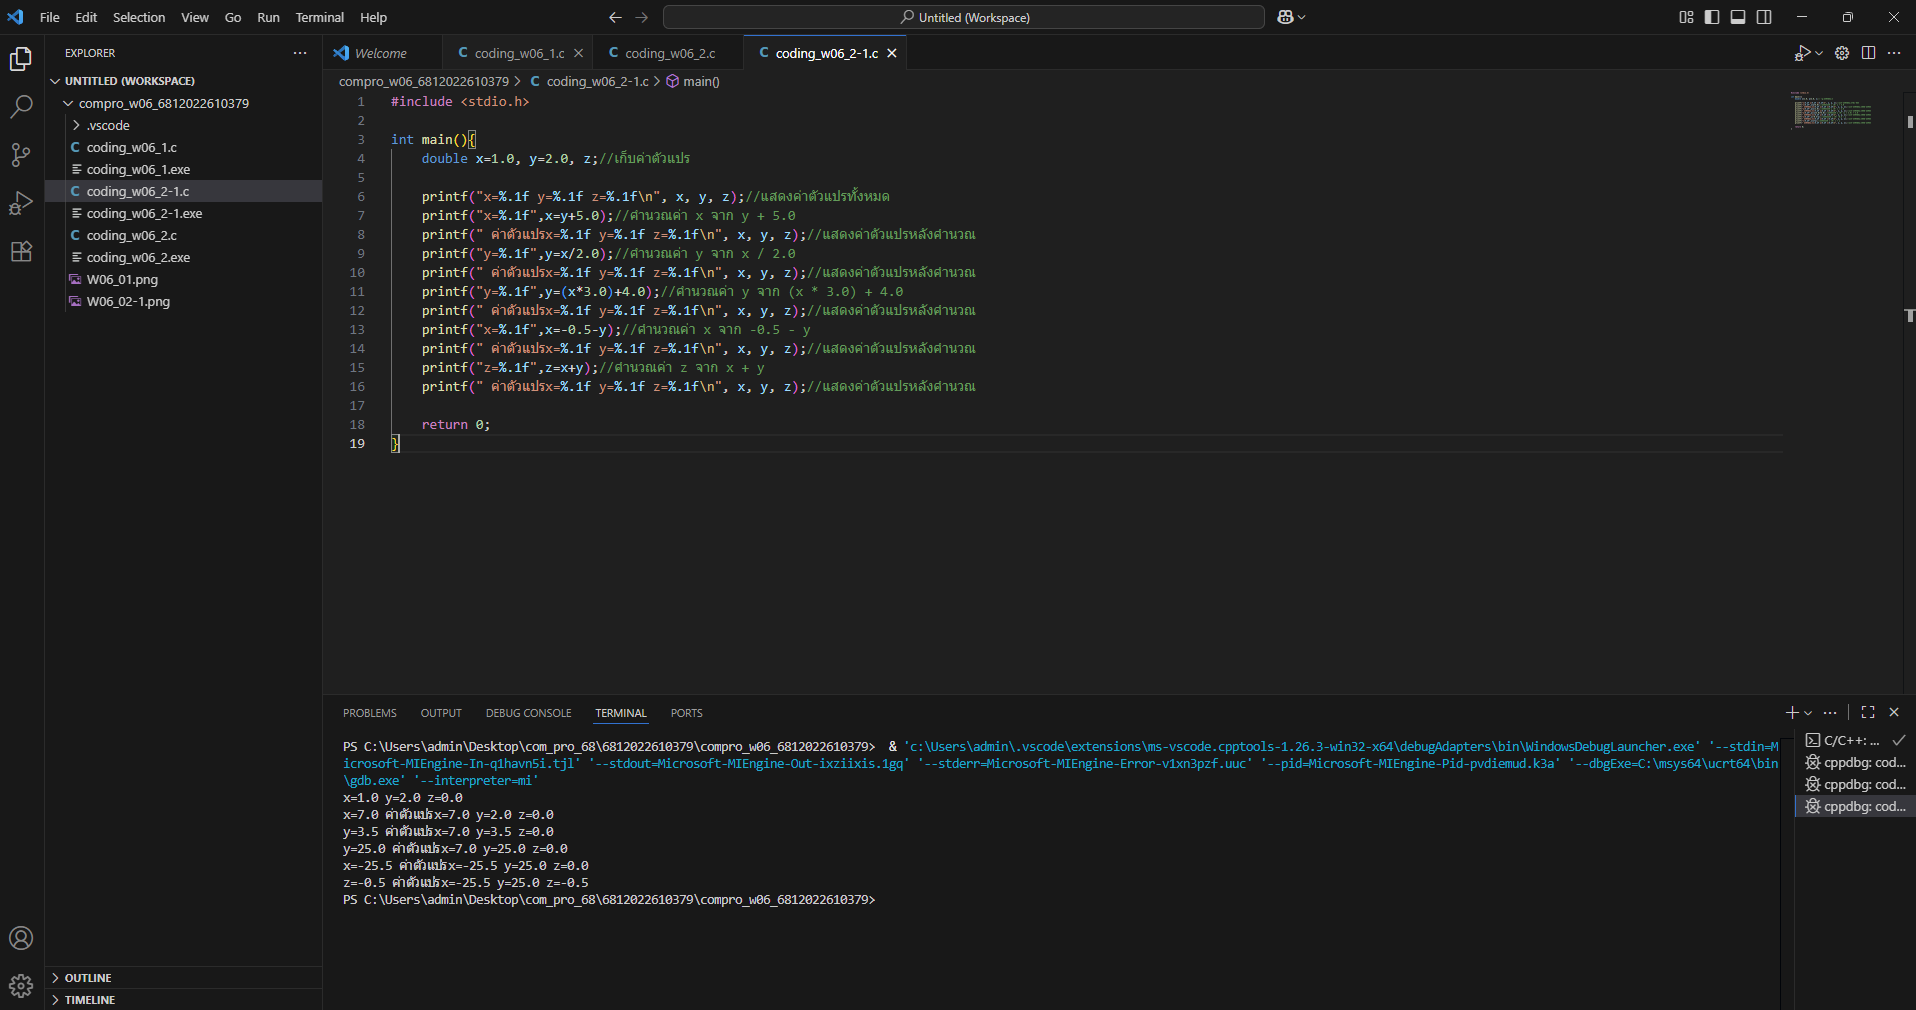 File Edit Selection View Go Run Terminal Help
Untitled (Workspace)
EXPLORER
UNTITLED (WORKSPACE)
compro_w06_6812022610379
.vscode
coding_w06_1.c
coding_w06_1.exe
coding_w06_2-1.c
coding_w06_2-1.exe
coding_w06_2.c
coding_w06_2.exe
W06_01.png
W06_02-1.png
OUTLINE
TIMELINE
Welcome coding_w06_1.c coding_w06_2.c coding_w06_2-1.c
compro_w06_6812022610379 > C coding_w06_2-1.c > main()
1 #include <stdio.h>
2
3 int main(){
4 double x=1.0, y=2.0, z;//เก็บค่าตัวแปร
5
6 printf("x=%.1f y=%.1f z=%.1f\n", x, y, z);//แสดงค่าตัวแปรทั้งหมด
7 printf("x=%.1f",x=y+5.0);//คำนวณค่า x จาก y + 5.0
8 printf(" ค่าตัวแปรx=%.1f y=%.1f z=%.1f\n", x, y, z);//แสดงค่าตัวแปรหลังคำนวณ
9 printf("y=%.1f",y=x/2.0);//คำนวณค่า y จาก x / 2.0
10 printf(" ค่าตัวแปรx=%.1f y=%.1f z=%.1f\n", x, y, z);//แสดงค่าตัวแปรหลังคำนวณ
11 printf("y=%.1f",y=(x*3.0)+4.0);//คำนวณค่า y จาก (x * 3.0) + 4.0
12 printf(" ค่าตัวแปรx=%.1f y=%.1f z=%.1f\n", x, y, z);//แสดงค่าตัวแปรหลังคำนวณ
13 printf("x=%.1f",x=-0.5-y);//คำนวณค่า x จาก -0.5 - y
14 printf(" ค่าตัวแปรx=%.1f y=%.1f z=%.1f\n", x, y, z);//แสดงค่าตัวแปรหลังคำนวณ
15 printf("z=%.1f",z=x+y);//คำนวณค่า z จาก x + y
16 printf(" ค่าตัวแปรx=%.1f y=%.1f z=%.1f\n", x, y, z);//แสดงค่าตัวแปรหลังคำนวณ
17
18 return 0;
19 }
PROBLEMS OUTPUT DEBUG CONSOLE TERMINAL PORTS
PS C:\Users\admin\Desktop\com_pro_68\6812022610379\compro_w06_6812022610379> & 'c:\Users\admin\.vscode\extensions\ms-vscode.cpptools-1.26.3-win32-x64\debugAdapters\bin\WindowsDebugLauncher.exe' '--stdin=M
icrosoft-MIEngine-In-q1havn5i.tjl' '--stdout=Microsoft-MIEngine-Out-ixziixis.1gq' '--stderr=Microsoft-MIEngine-Error-v1xn3pzf.uuc' '--pid=Microsoft-MIEngine-Pid-pvdiemud.k3a' '--dbgExe=C:\msys64\ucrt64\bin
\gdb.exe' '--interpreter=mi'
x=1.0 y=2.0 z=0.0
x=7.0 ค่าตัวแปรx=7.0 y=2.0 z=0.0
y=3.5 ค่าตัวแปรx=7.0 y=3.5 z=0.0
y=25.0 ค่าตัวแปรx=7.0 y=25.0 z=0.0
x=-25.5 ค่าตัวแปรx=-25.5 y=25.0 z=0.0
z=-0.5 ค่าตัวแปรx=-25.5 y=25.0 z=-0.5
PS C:\Users\admin\Desktop\com_pro_68\6812022610379\compro_w06_6812022610379>
C/C++: ...
cppdbg: cod...
cppdbg: cod...
cppdbg: cod...